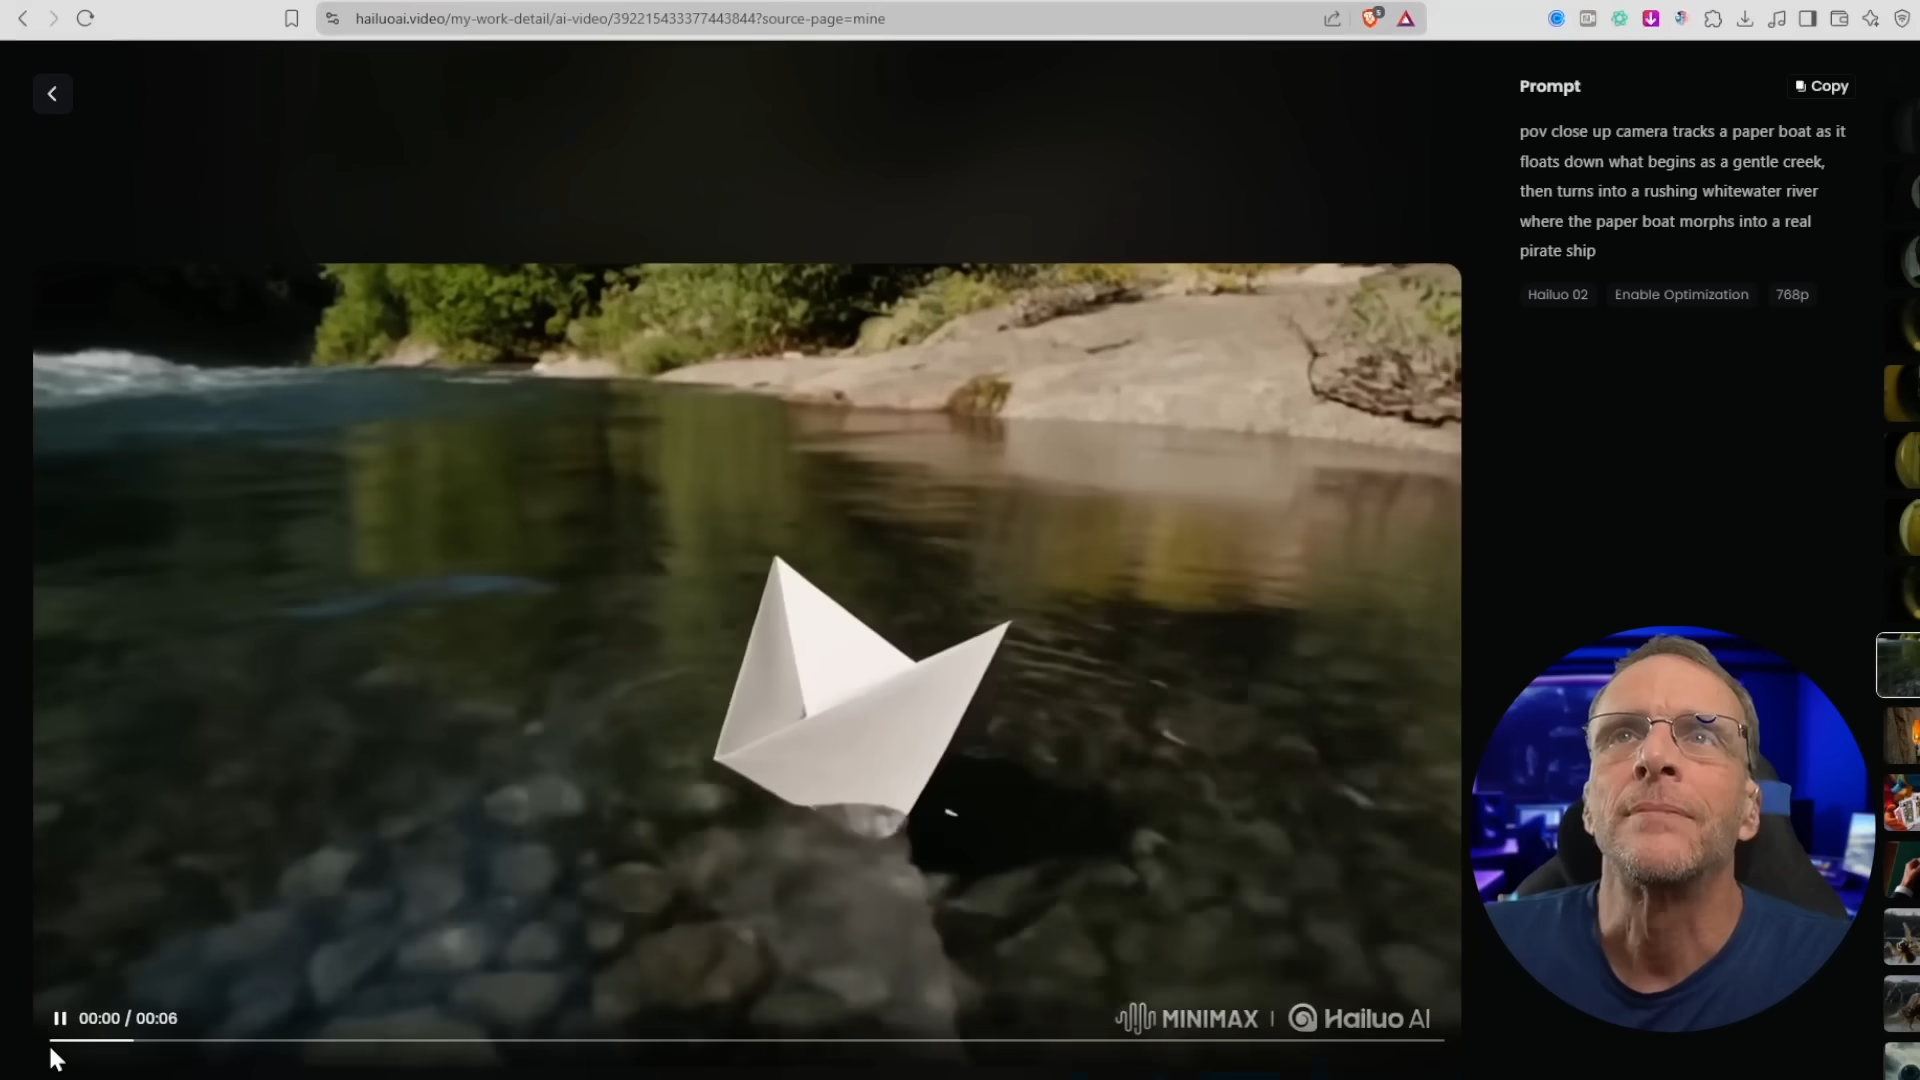 hailuoai.video/my-work-detail/ai-video/392215433377443844?source-page=mine
5
Prompt
Copy
pov close up camera tracks a paper boat as it
floats down what begins as a gentle creek,
then turns into a rushing whitewater river
where the paper boat morphs into a real
pirate ship
Hailuo 02 Enable Optimization 768p
00:00 / 00:06
MINIMAX | Hailuo AI